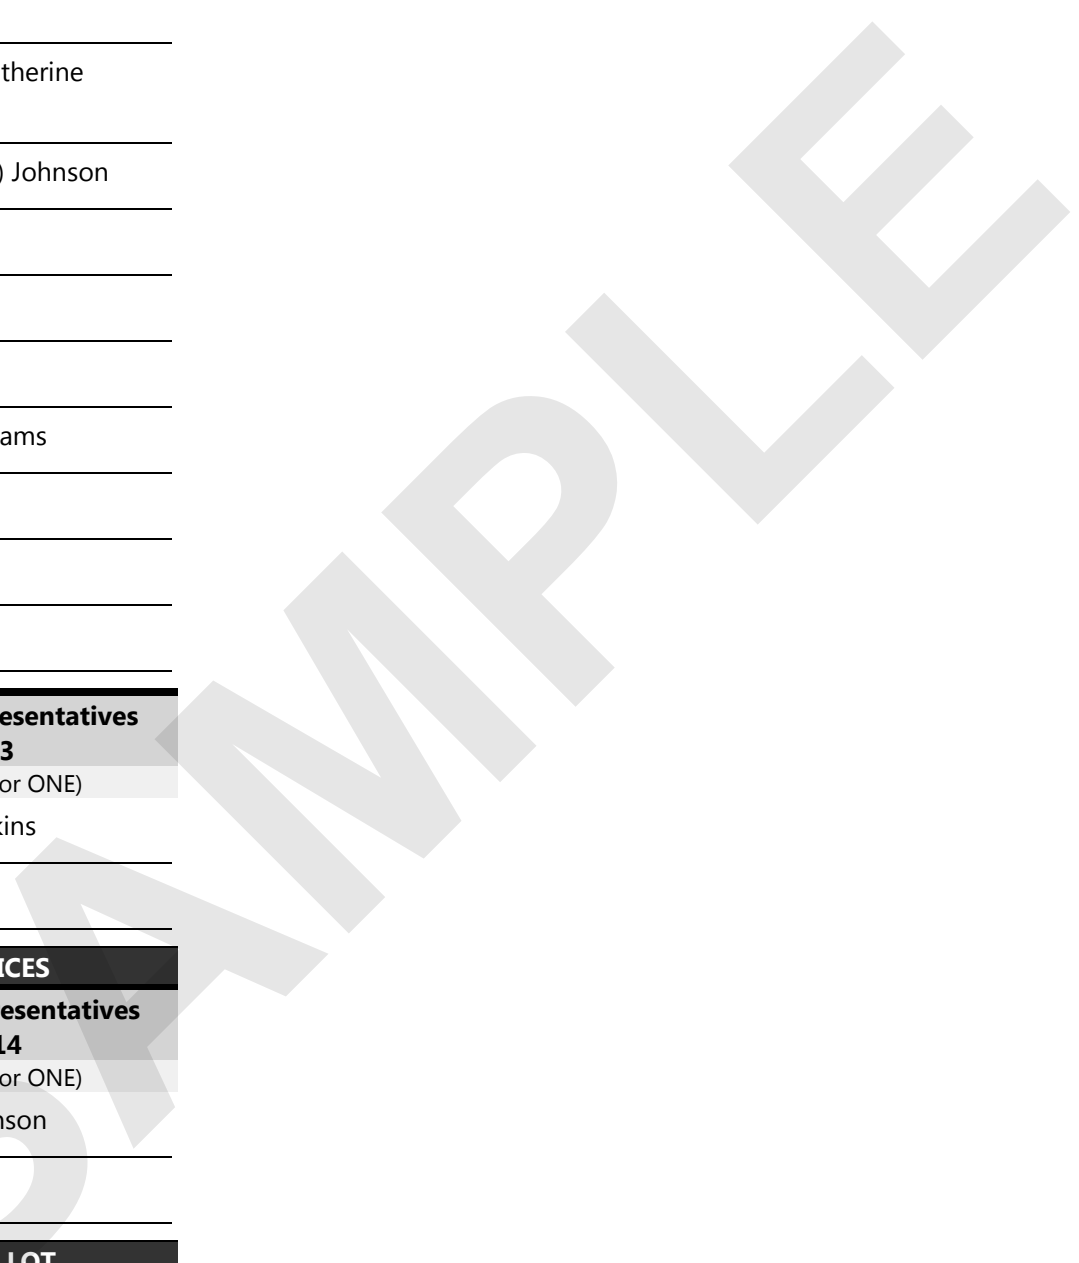 therine
) Johnson
ams
esentatives
3
or ONE)
kins
ICES
esentatives
14
or ONE)
nson
LOT
SAMPLE